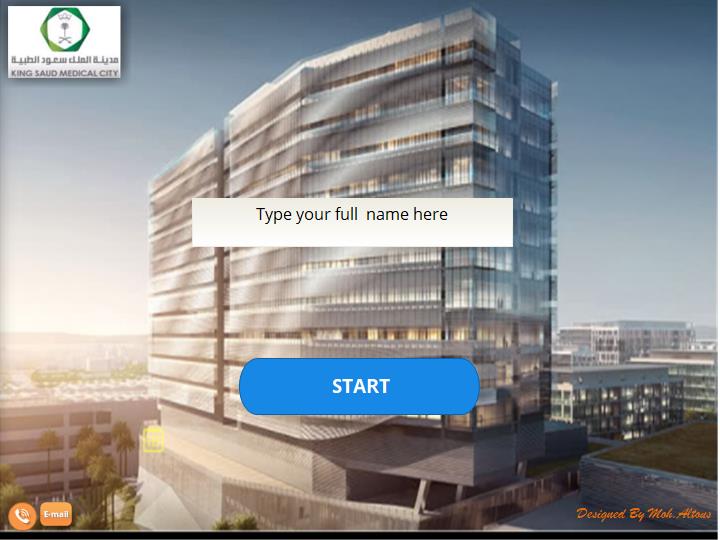 مدينة الملك سعود الطبية
KING SAUD MEDICAL CITY
Type your full  name here
START
E-mail
Designed By Moh.Altous